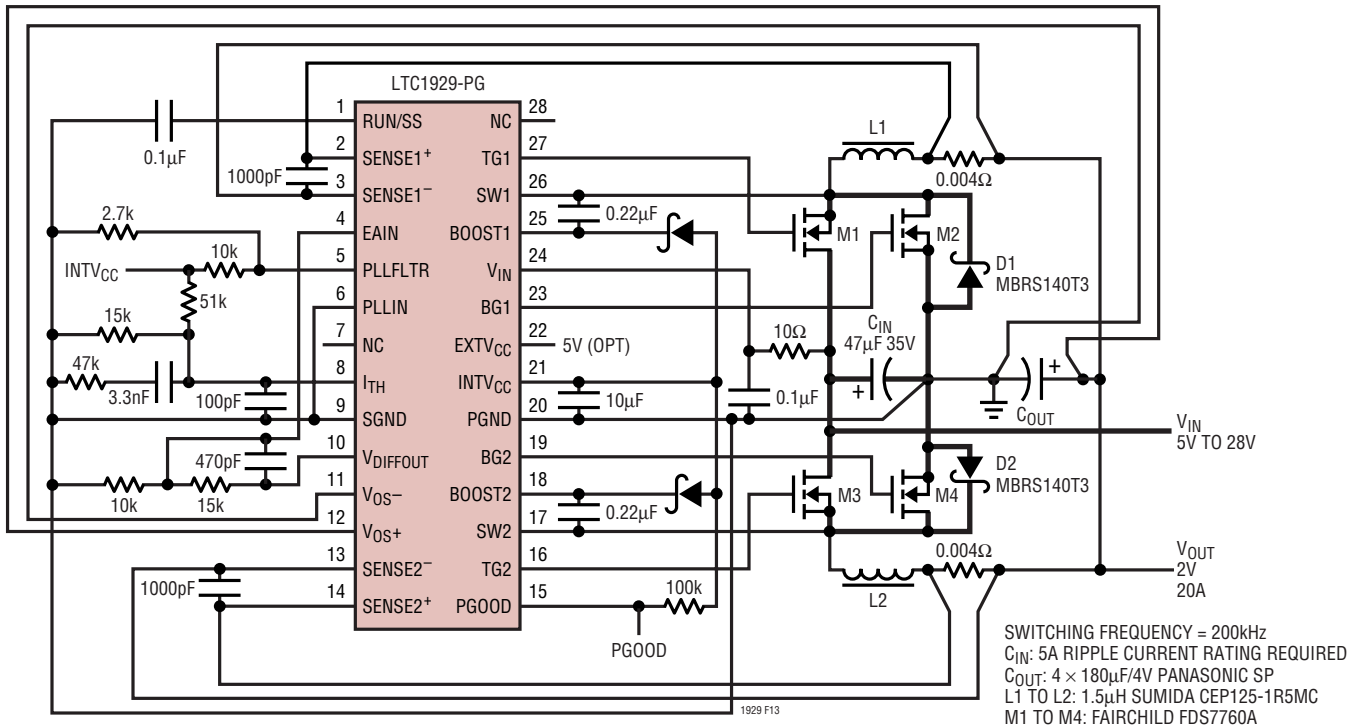 LTC1929-PG
1
RUN/SS
2
SENSE1+
3
SENSE1−
4
EAIN
5
PLLFLTR
6
PLLIN
7
NC
8
ITH
9
SGND
10
VDIFFOUT
11
VOS−
12
VOS+
13
SENSE2−
14
SENSE2+
28
NC
27
TG1
26
SW1
25
BOOST1
24
VIN
23
BG1
22
EXTVCC
21
INTVCC
20
PGND
19
BG2
18
BOOST2
17
SW2
16
TG2
15
PGOOD
0.1µF
1000pF
2.7k
10k
INTVCC
51k
15k
47k
3.3nF
100pF
470pF
10k
15k
1000pF
0.22µF
5V (OPT)
10µF
0.22µF
100k
PGOOD
10Ω
0.1µF
L1
0.004Ω
M1
M2
D1
MBRS140T3
CIN
47µF 35V
+
+
COUT
VIN
5V TO 28V
M3
M4
D2
MBRS140T3
0.004Ω
L2
VOUT
2V
20A
SWITCHING FREQUENCY = 200kHz
CIN: 5A RIPPLE CURRENT RATING REQUIRED
COUT: 4 × 180µF/4V PANASONIC SP
L1 TO L2: 1.5µH SUMIDA CEP125-1R5MC
M1 TO M4: FAIRCHILD FDS7760A
1929 F13